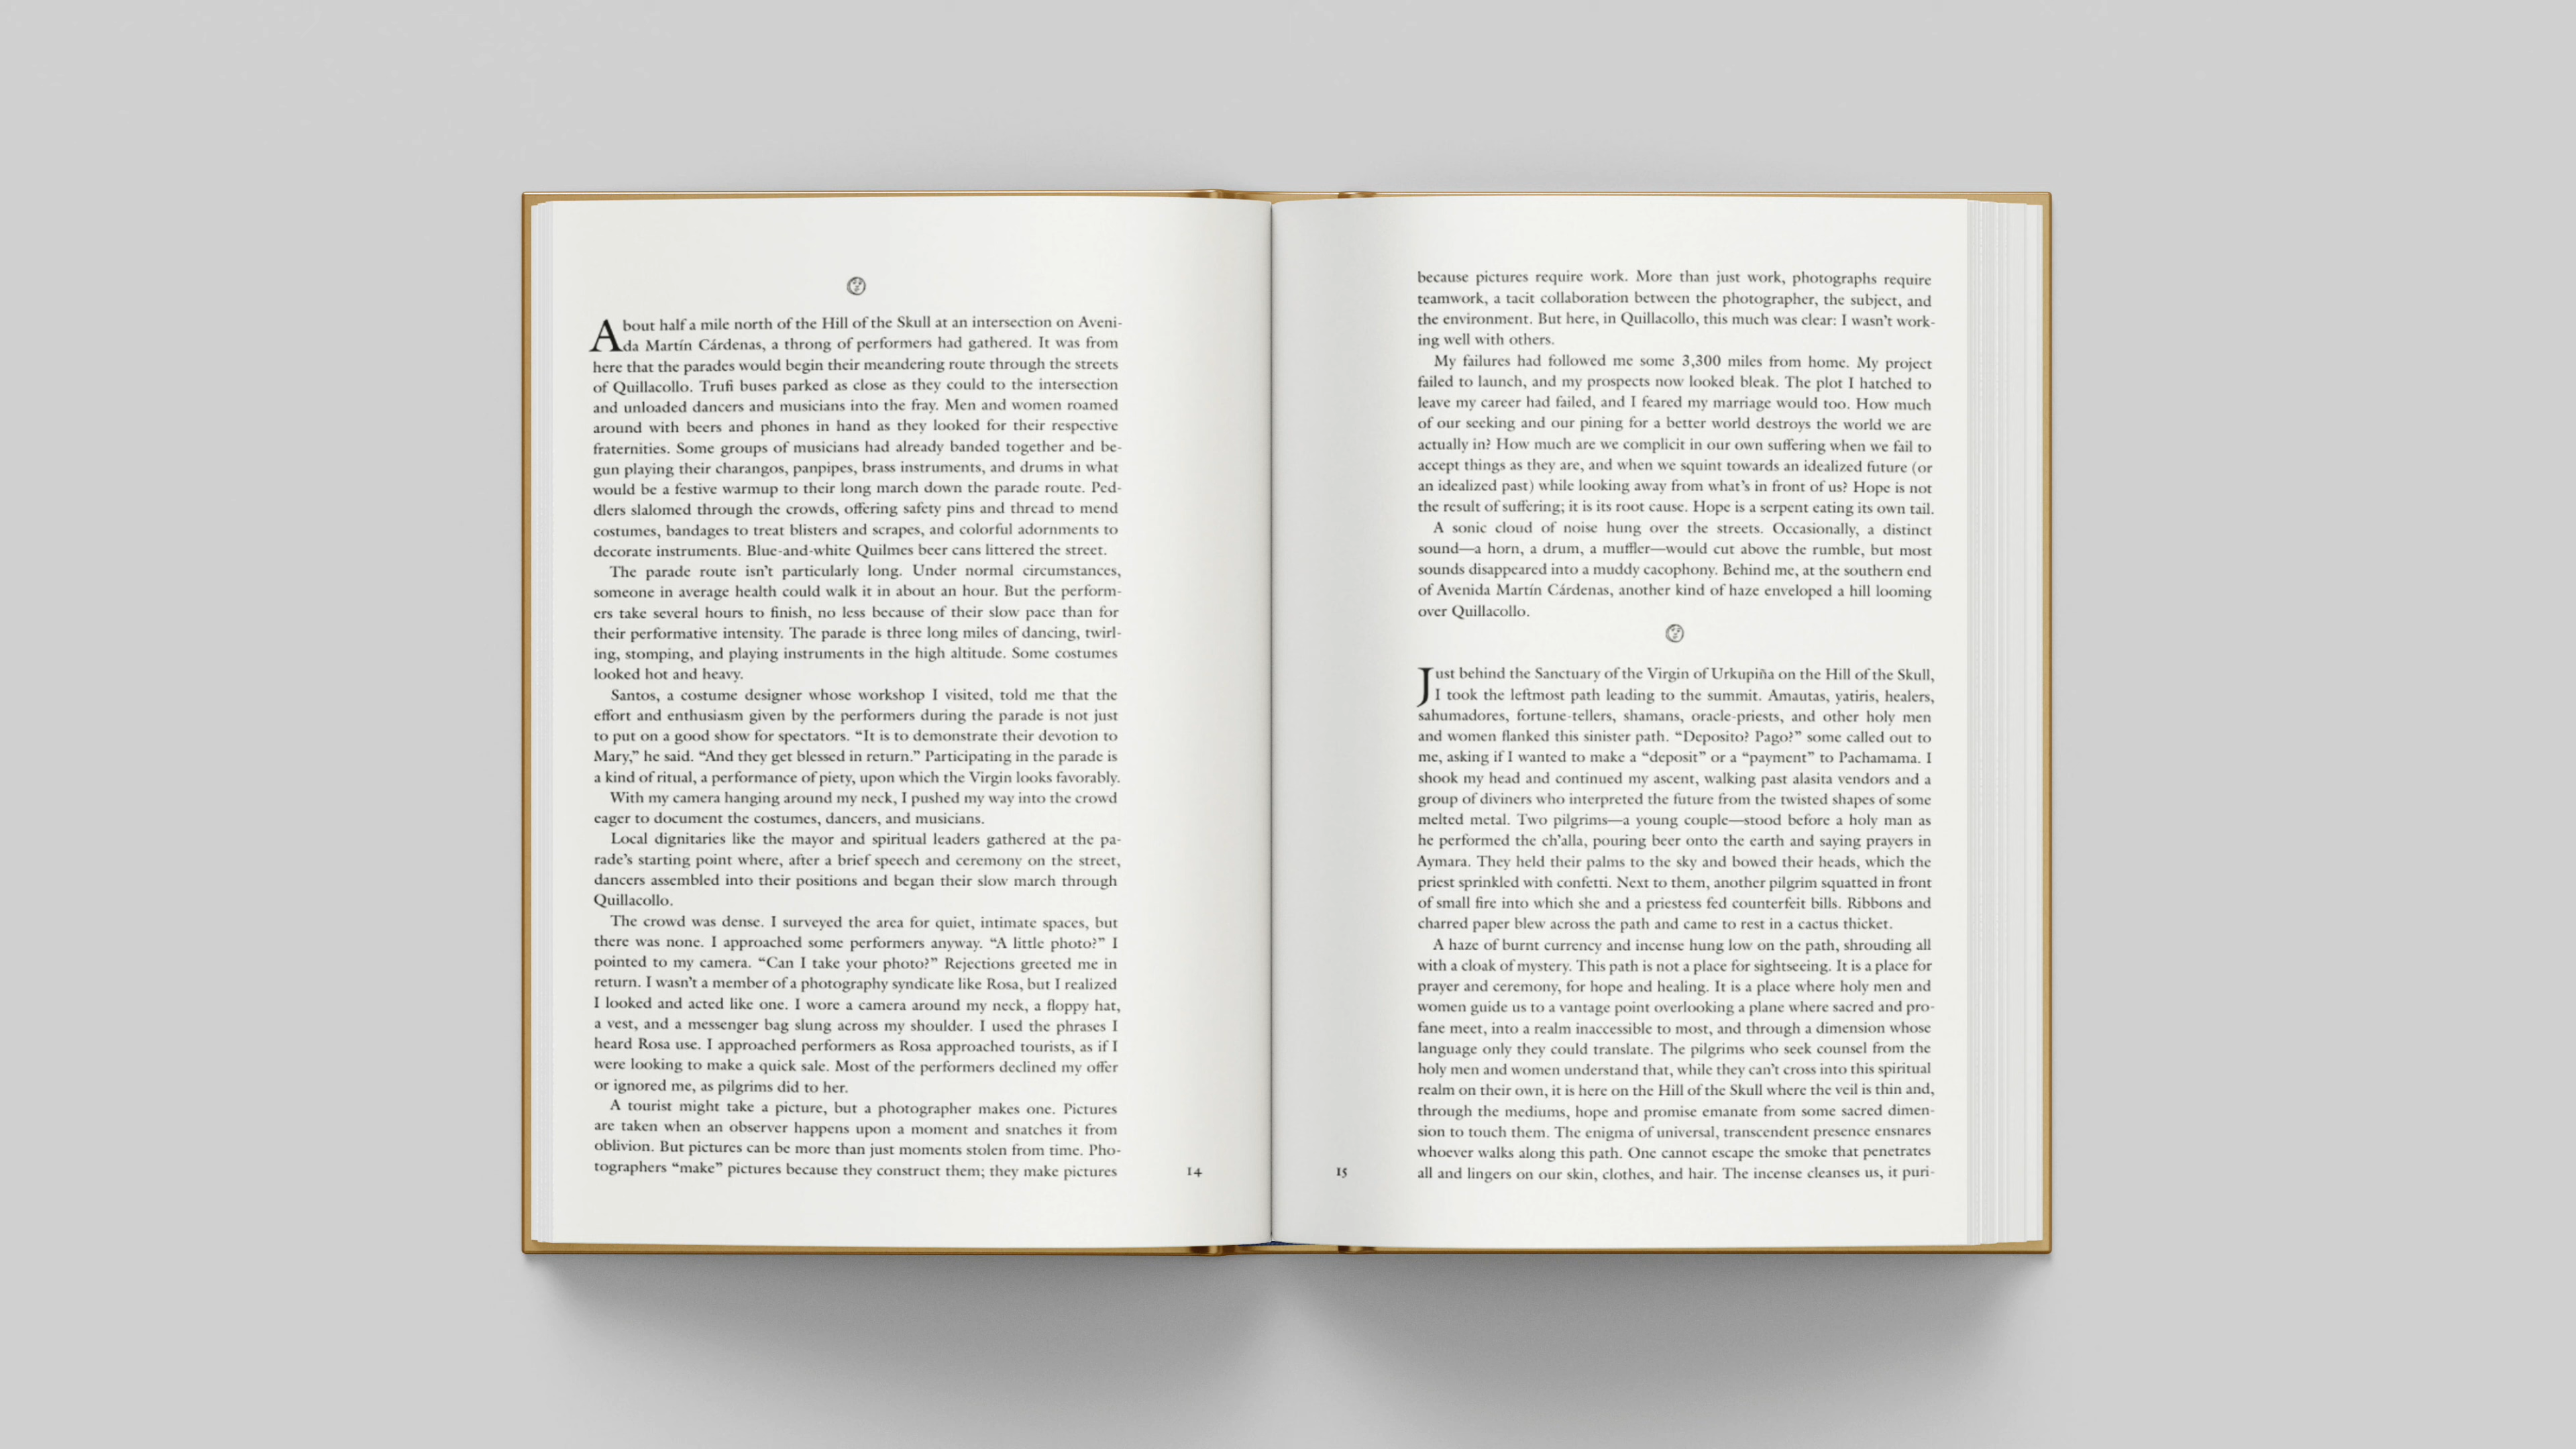 About half a mile north of the Hill of the Skull at an intersection on Aveni-
da Martín Cárdenas, a throng of performers had gathered. It was from
here that the parades would begin their meandering route through the streets
of Quillacollo. Trufi buses parked as close as they could to the intersection
and unloaded dancers and musicians into the fray. Men and women roamed
around with beers and phones in hand as they looked for their respective
fraternities. Some groups of musicians had already banded together and be-
gun playing their charangos, panpipes, brass instruments, and drums in what
would be a festive warmup to their long march down the parade route. Ped-
dlers slalomed through the crowds, offering safety pins and thread to mend
costumes, bandages to treat blisters and scrapes, and colorful adornments to
decorate instruments. Blue-and-white Quilmes beer cans littered the street.
The parade route isn't particularly long. Under normal circumstances,
someone in average health could walk it in about an hour. But the perform-
ers take several hours to finish, no less because of their slow pace than for
their performative intensity. The parade is three long miles of dancing, twirl-
ing, stomping, and playing instruments in the high altitude. Some costumes
looked hot and heavy.
Santos, a costume designer whose workshop I visited, told me that the
effort and enthusiasm given by the performers during the parade is not just
to put on a good show for spectators. “It is to demonstrate their devotion to
Mary,” he said. “And they get blessed in return.” Participating in the parade is
a kind of ritual, a performance of piety, upon which the Virgin looks favorably.
With my camera hanging around my neck, I pushed my way into the crowd
eager to document the costumes, dancers, and musicians.
Local dignitaries like the mayor and spiritual leaders gathered at the pa-
rade's starting point where, after a brief speech and ceremony on the street,
dancers assembled into their positions and began their slow march through
Quillacollo.
The crowd was dense. I surveyed the area for quiet, intimate spaces, but
there was none. I approached some performers anyway. “A little photo?” I
pointed to my camera. “Can I take your photo?” Rejections greeted me in
return. I wasn't a member of a photography syndicate like Rosa, but I realized
I looked and acted like one. I wore a camera around my neck, a floppy hat,
a vest, and a messenger bag slung across my shoulder. I used the phrases I
heard Rosa use. I approached performers as Rosa approached tourists, as if I
were looking to make a quick sale. Most of the performers declined my offer
or ignored me, as pilgrims did to her.
A tourist might take a picture, but a photographer makes one. Pictures
are taken when an observer happens upon a moment and snatches it from
oblivion. But pictures can be more than just moments stolen from time. Pho-
tographers “make” pictures because they construct them; they make pictures
14
because pictures require work. More than just work, photographs require
teamwork, a tacit collaboration between the photographer, the subject, and
the environment. But here, in Quillacollo, this much was clear: I wasn't work-
ing well with others.
My failures had followed me some 3,300 miles from home. My project
failed to launch, and my prospects now looked bleak. The plot I hatched to
leave my career had failed, and I feared my marriage would too. How much
of our seeking and our pining for a better world destroys the world we are
actually in? How much are we complicit in our own suffering when we fail to
accept things as they are, and when we squint towards an idealized future (or
an idealized past) while looking away from what's in front of us? Hope is not
the result of suffering; it is its root cause. Hope is a serpent eating its own tail.
A sonic cloud of noise hung over the streets. Occasionally, a distinct
sound—a horn, a drum, a muffler—would cut above the rumble, but most
sounds disappeared into a muddy cacophony. Behind me, at the southern end
of Avenida Martín Cárdenas, another kind of haze enveloped a hill looming
over Quillacollo.
Just behind the Sanctuary of the Virgin of Urkupiña on the Hill of the Skull,
I took the leftmost path leading to the summit. Amautas, yatiris, healers,
sahumadores, fortune-tellers, shamans, oracle-priests, and other holy men
and women flanked this sinister path. “Deposito? Pago?” some called out to
me, asking if I wanted to make a “deposit” or a “payment” to Pachamama. I
shook my head and continued my ascent, walking past alasita vendors and a
group of diviners who interpreted the future from the twisted shapes of some
melted metal. Two pilgrims—a young couple—stood before a holy man as
he performed the ch'alla, pouring beer onto the earth and saying prayers in
Aymara. They held their palms to the sky and bowed their heads, which the
priest sprinkled with confetti. Next to them, another pilgrim squatted in front
of small fire into which she and a priestess fed counterfeit bills. Ribbons and
charred paper blew across the path and came to rest in a cactus thicket.
A haze of burnt currency and incense hung low on the path, shrouding all
with a cloak of mystery. This path is not a place for sightseeing. It is a place for
prayer and ceremony, for hope and healing. It is a place where holy men and
women guide us to a vantage point overlooking a plane where sacred and pro-
fane meet, into a realm inaccessible to most, and through a dimension whose
language only they could translate. The pilgrims who seek counsel from the
holy men and women understand that, while they can't cross into this spiritual
realm on their own, it is here on the Hill of the Skull where the veil is thin and,
through the mediums, hope and promise emanate from some sacred dimen-
sion to touch them. The enigma of universal, transcendent presence ensnares
whoever walks along this path. One cannot escape the smoke that penetrates
all and lingers on our skin, clothes, and hair. The incense cleanses us, it puri-
15